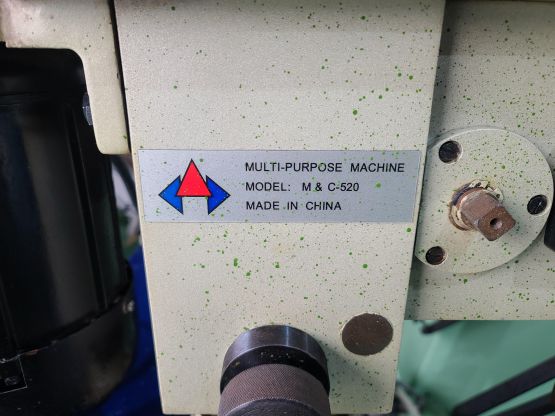 MULTI-PURPOSE MACHINE
MODEL: M & C-520
MADE IN CHINA